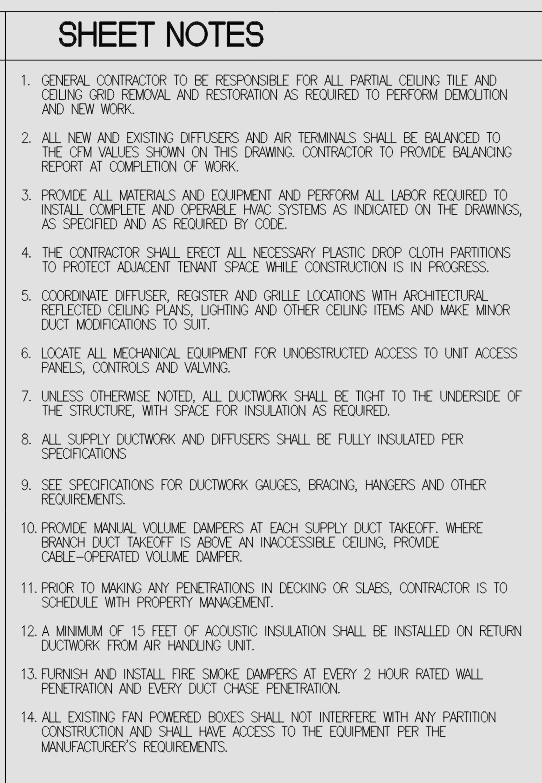 SHEET NOTES
1. GENERAL CONTRACTOR TO BE RESPONSIBLE FOR ALL PARTIAL CEILING TILE AND
CEILING GRID REMOVAL AND RESTORATION AS REQUIRED TO PERFORM DEMOLITION
AND NEW WORK.
2. ALL NEW AND EXISTING DIFFUSERS AND AIR TERMINALS SHALL BE BALANCED TO
THE CFM VALUES SHOWN ON THIS DRAWING. CONTRACTOR TO PROVIDE BALANCING
REPORT AT COMPLETION OF WORK.
3. PROVIDE ALL MATERIALS AND EQUIPMENT AND PERFORM ALL LABOR REQUIRED TO
INSTALL COMPLETE AND OPERABLE HVAC SYSTEMS AS INDICATED ON THE DRAWINGS,
AS SPECIFIED AND AS REQUIRED BY CODE.
4. THE CONTRACTOR SHALL ERECT ALL NECESSARY PLASTIC DROP CLOTH PARTITIONS
TO PROTECT ADJACENT TENANT SPACE WHILE CONSTRUCTION IS IN PROGRESS.
5. COORDINATE DIFFUSER, REGISTER AND GRILLE LOCATIONS WITH ARCHITECTURAL
REFLECTED CEILING PLANS, LIGHTING AND OTHER CEILING ITEMS AND MAKE MINOR
DUCT MODIFICATIONS TO SUIT.
6. LOCATE ALL MECHANICAL EQUIPMENT FOR UNOBSTRUCTED ACCESS TO UNIT ACCESS
PANELS, CONTROLS AND VALVING.
7. UNLESS OTHERWISE NOTED, ALL DUCTWORK SHALL BE TIGHT TO THE UNDERSIDE OF
THE STRUCTURE, WITH SPACE FOR INSULATION AS REQUIRED.
8. ALL SUPPLY DUCTWORK AND DIFFUSERS SHALL BE FULLY INSULATED PER
SPECIFICATIONS
9. SEE SPECIFICATIONS FOR DUCTWORK GAUGES, BRACING, HANGERS AND OTHER
REQUIREMENTS.
10. PROVIDE MANUAL VOLUME DAMPERS AT EACH SUPPLY DUCT TAKEOFF. WHERE
BRANCH DUCT TAKEOFF IS ABOVE AN INACCESSIBLE CEILING, PROVIDE
CABLE-OPERATED VOLUME DAMPER.
11. PRIOR TO MAKING ANY PENETRATIONS IN DECKING OR SLABS, CONTRACTOR IS TO
SCHEDULE WITH PROPERTY MANAGEMENT.
12. A MINIMUM OF 15 FEET OF ACOUSTIC INSULATION SHALL BE INSTALLED ON RETURN
DUCTWORK FROM AIR HANDLING UNIT.
13. FURNISH AND INSTALL FIRE SMOKE DAMPERS AT EVERY 2 HOUR RATED WALL
PENETRATION AND EVERY DUCT CHASE PENETRATION.
14. ALL EXISTING FAN POWERED BOXES SHALL NOT INTERFERE WITH ANY PARTITION
CONSTRUCTION AND SHALL HAVE ACCESS TO THE EQUIPMENT PER THE
MANUFACTURER'S REQUIREMENTS.